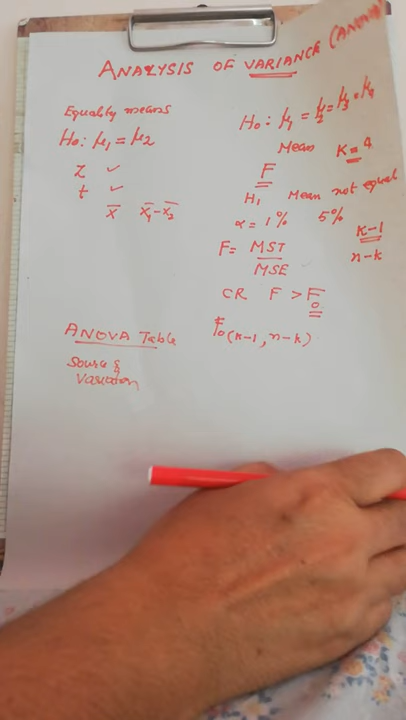 ANALYSIS OF VARIANCE (ANOVA)
Equality means
H₀: μ₁ = μ₂
Z ✓
t ✓
x̄ x̄₁-x̄₂
H₀: μ₁ = μ₂ = μ₃ = μ₄
Mean K = 4
F
H₁ Mean not equal
α = 1% 5%
k-1
n-k
F = MST
MSE
CR F > F₀
F₀(k-1, n-k)
ANOVA Table
Source of
Variation